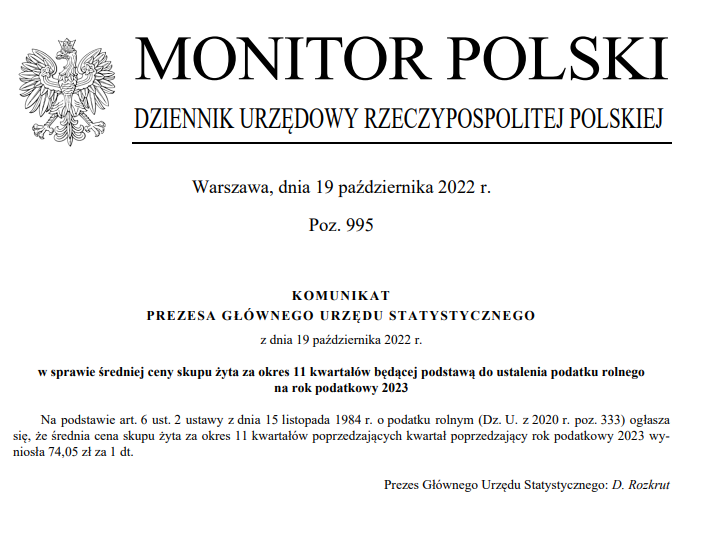 MONITOR POLSKI
DZIENNIK URZĘDOWY RZECZYPOSPOLITEJ POLSKIEJ
Warszawa, dnia 19 października 2022 r.
Poz. 995
KOMUNIKAT
PREZESA GŁÓWNEGO URZĘDU STATYSTYCZNEGO
z dnia 19 października 2022 r.
w sprawie średniej ceny skupu żyta za okres 11 kwartałów będącej podstawą do ustalenia podatku rolnego
na rok podatkowy 2023
Na podstawie art. 6 ust. 2 ustawy z dnia 15 listopada 1984 r. o podatku rolnym (Dz. U. z 2020 r. poz. 333) ogłasza
się, że średnia cena skupu żyta za okres 11 kwartałów poprzedzających kwartał poprzedzający rok podatkowy 2023 wy-
niosła 74,05 zł za 1 dt.
Prezes Głównego Urzędu Statystycznego: D. Rozkrut